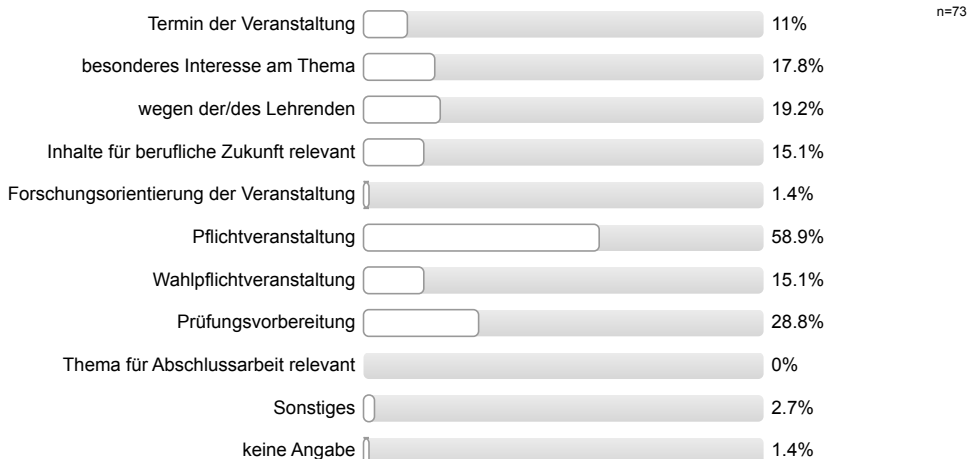 n=73
Termin der Veranstaltung 11%
besonderes Interesse am Thema 17.8%
wegen der/des Lehrenden 19.2%
Inhalte für berufliche Zukunft relevant 15.1%
Forschungsorientierung der Veranstaltung 1.4%
Pflichtveranstaltung 58.9%
Wahlpflichtveranstaltung 15.1%
Prüfungsvorbereitung 28.8%
Thema für Abschlussarbeit relevant 0%
Sonstiges 2.7%
keine Angabe 1.4%